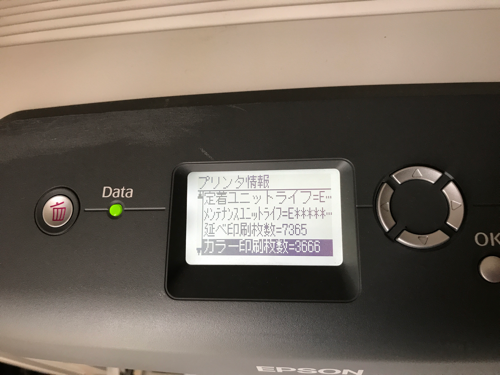 Data
プリンタ情報
定着ユニットライフ=E…
メンテナンスユニットライフ=E*****…
延べ印刷枚数=7365
カラー印刷枚数=3666
OK
EPSON